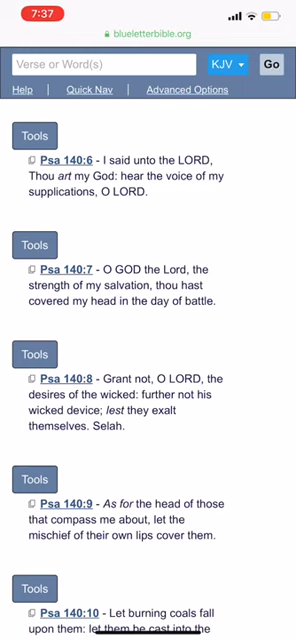 7:37
blueletterbible.org
Verse or Word(s)
KJV
Go
Help | Quick Nav | Advanced Options
Tools
Psa 140:6 - I said unto the LORD,
Thou art my God: hear the voice of my
supplications, O LORD.
Tools
Psa 140:7 - O GOD the Lord, the
strength of my salvation, thou hast
covered my head in the day of battle.
Tools
Psa 140:8 - Grant not, O LORD, the
desires of the wicked: further not his
wicked device; lest they exalt
themselves. Selah.
Tools
Psa 140:9 - As for the head of those
that compass me about, let the
mischief of their own lips cover them.
Tools
Psa 140:10 - Let burning coals fall
upon them: let them be cast into the